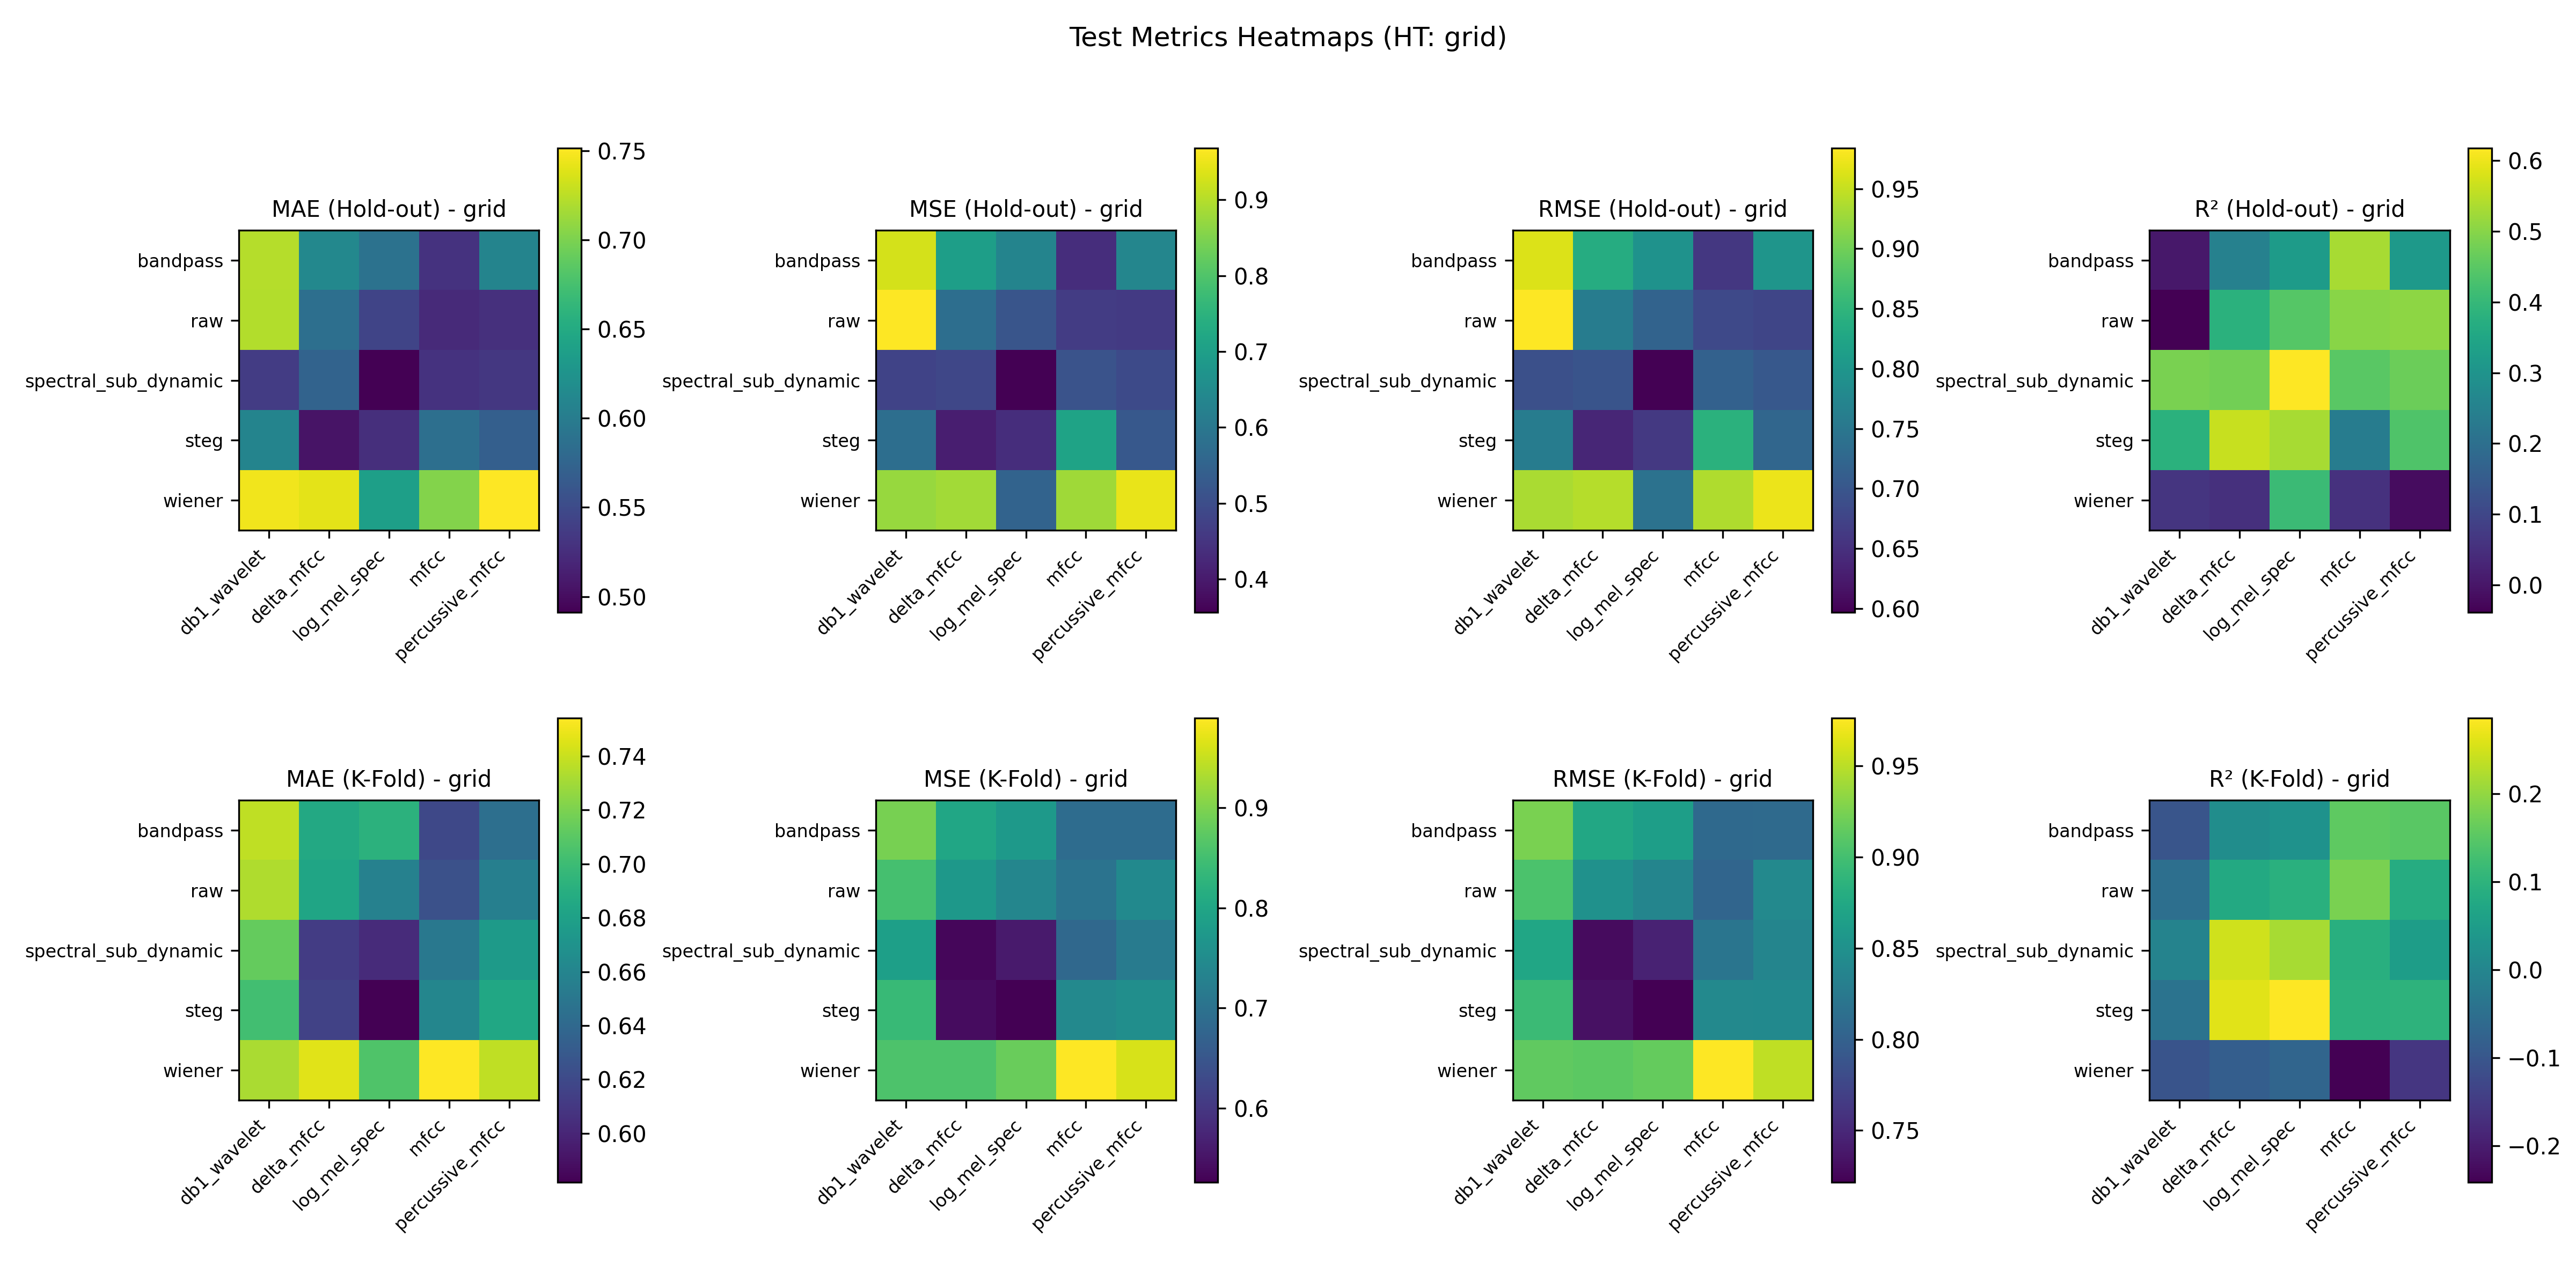 Test Metrics Heatmaps (HT: grid)
MAE (Hold-out) - grid
bandpass
raw
spectral_sub_dynamic
steg
wiener
db1_wavelet
delta_mfcc
log_mel_spec
mfcc
percussive_mfcc
0.75
0.70
0.65
0.60
0.55
0.50
MSE (Hold-out) - grid
bandpass
raw
spectral_sub_dynamic
steg
wiener
db1_wavelet
delta_mfcc
log_mel_spec
mfcc
percussive_mfcc
0.9
0.8
0.7
0.6
0.5
0.4
RMSE (Hold-out) - grid
bandpass
raw
spectral_sub_dynamic
steg
wiener
db1_wavelet
delta_mfcc
log_mel_spec
mfcc
percussive_mfcc
0.95
0.90
0.85
0.80
0.75
0.70
0.65
0.60
R² (Hold-out) - grid
bandpass
raw
spectral_sub_dynamic
steg
wiener
db1_wavelet
delta_mfcc
log_mel_spec
mfcc
percussive_mfcc
0.6
0.5
0.4
0.3
0.2
0.1
0.0
MAE (K-Fold) - grid
bandpass
raw
spectral_sub_dynamic
steg
wiener
db1_wavelet
delta_mfcc
log_mel_spec
mfcc
percussive_mfcc
0.74
0.72
0.70
0.68
0.66
0.64
0.62
0.60
MSE (K-Fold) - grid
bandpass
raw
spectral_sub_dynamic
steg
wiener
db1_wavelet
delta_mfcc
log_mel_spec
mfcc
percussive_mfcc
0.9
0.8
0.7
0.6
RMSE (K-Fold) - grid
bandpass
raw
spectral_sub_dynamic
steg
wiener
db1_wavelet
delta_mfcc
log_mel_spec
mfcc
percussive_mfcc
0.95
0.90
0.85
0.80
0.75
R² (K-Fold) - grid
bandpass
raw
spectral_sub_dynamic
steg
wiener
db1_wavelet
delta_mfcc
log_mel_spec
mfcc
percussive_mfcc
0.2
0.1
0.0
−0.1
−0.2